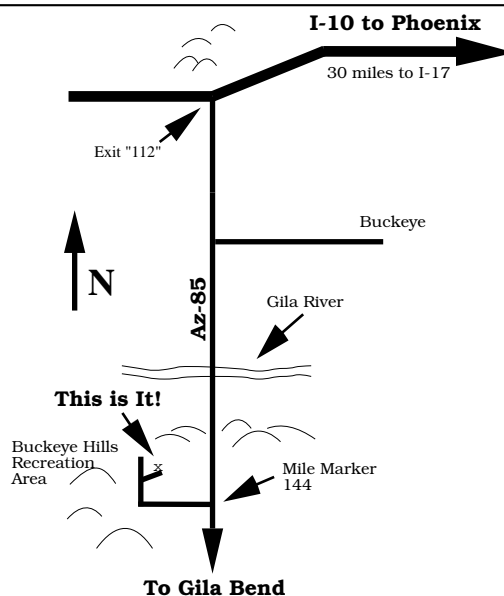 I-10 to Phoenix
30 miles to I-17
Exit "112"
Buckeye
N
Az-85
Gila River
This is It!
Buckeye Hills
Recreation
Area
x
Mile Marker
144
To Gila Bend